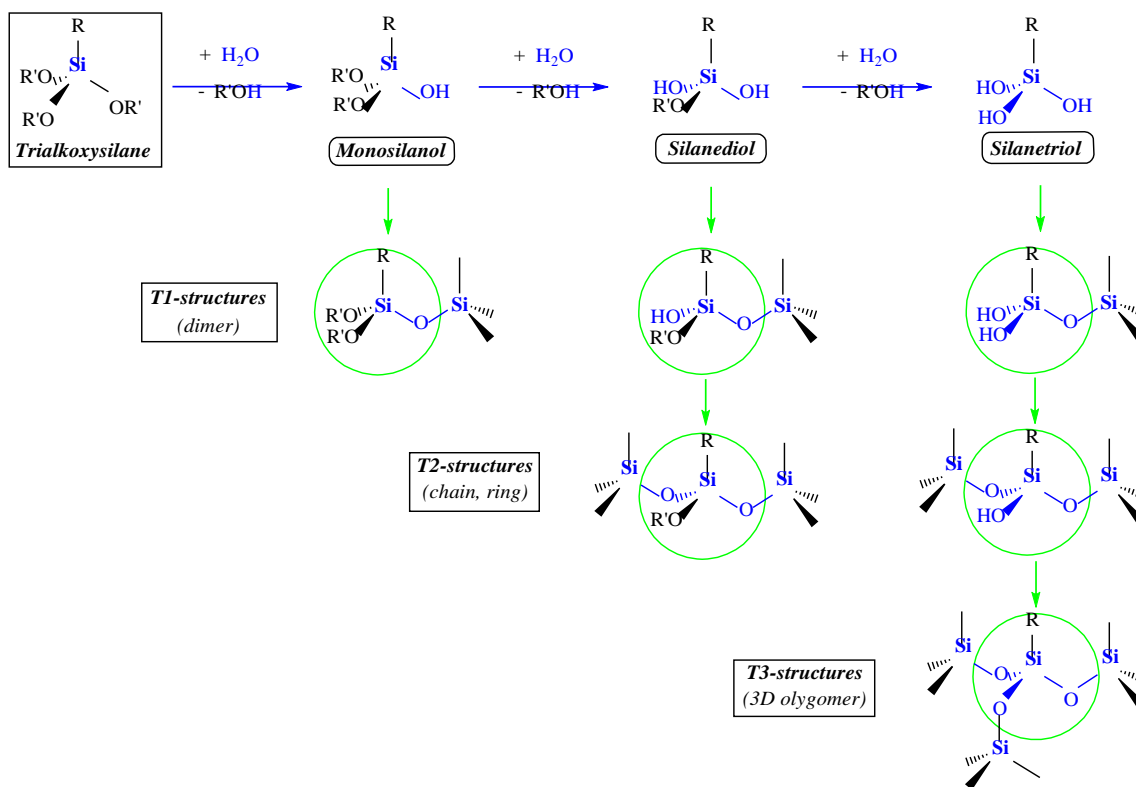 R
Si
R'O
R'O
OR'
Trialkoxysilane
+ H2O
- R'OH
R
Si
R'O
R'O
OH
Monosilanol
+ H2O
- R'OH
R
Si
HO
R'O
OH
Silanediol
+ H2O
- R'OH
R
Si
HO
HO
OH
Silanetriol
T1-structures
(dimer)
R
Si
R'O
R'O
O
Si
R
Si
HO
R'O
O
Si
R
Si
HO
HO
O
Si
T2-structures
(chain, ring)
Si
O
R
Si
R'O
O
Si
Si
O
R
Si
HO
O
Si
T3-structures
(3D olygomer)
Si
O
R
Si
O
Si
O
Si